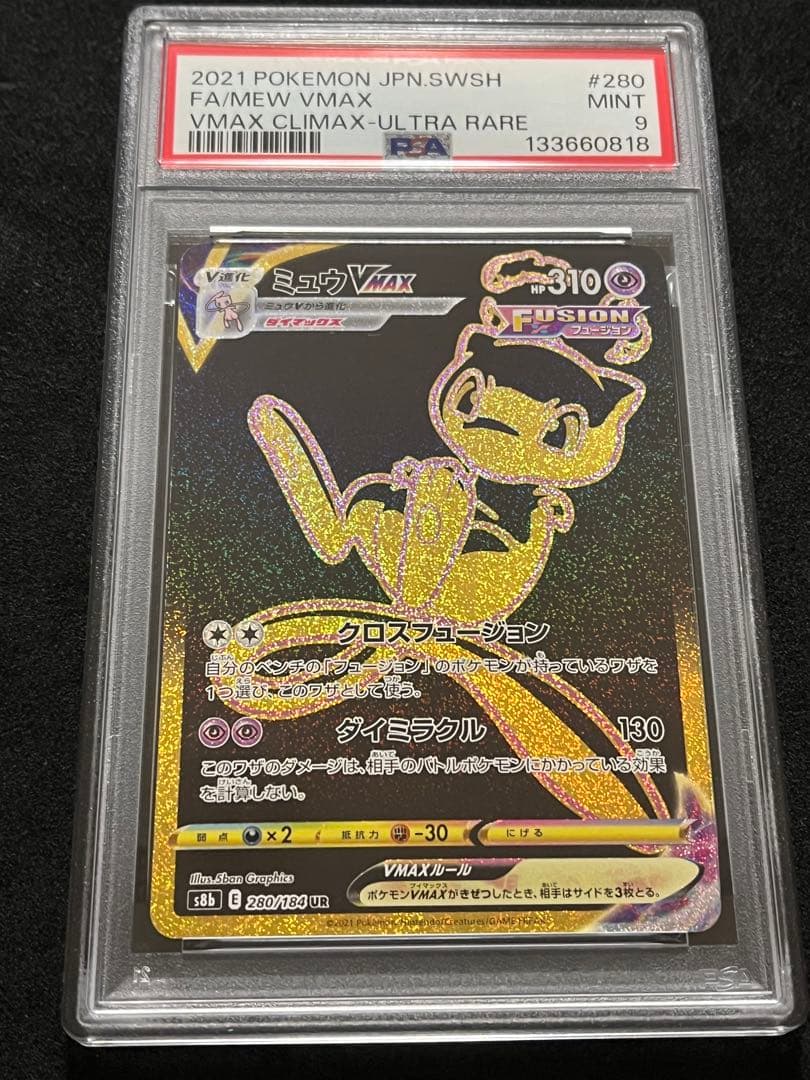 2021 POKEMON JPN.SWSH #280
FA/MEW VMAX MINT
VMAX CLIMAX-ULTRA RARE 9
PSA 133660818
V進化 ミュウVMAX HP310
ミュウVから進化
ダイマックス
FUSION
フュージョン
クロスフュージョン
自分のベンチの「フュージョン」のポケモンが持っているワザを
1つ選び、このワザとして使う。
ダイミラクル 130
このワザのダメージは、相手のバトルポケモンにかかっている効果
を計算しない。
弱点 ×2 抵抗力 -30 にげる
VMAXルール
ポケモンVMAXがきぜつしたとき、相手はサイドを3枚とる。
Illus. 5ban Graphics
s8b E 280/184 UR
©2021 Pokémon/Nintendo/Creatures/GAME FREAK.